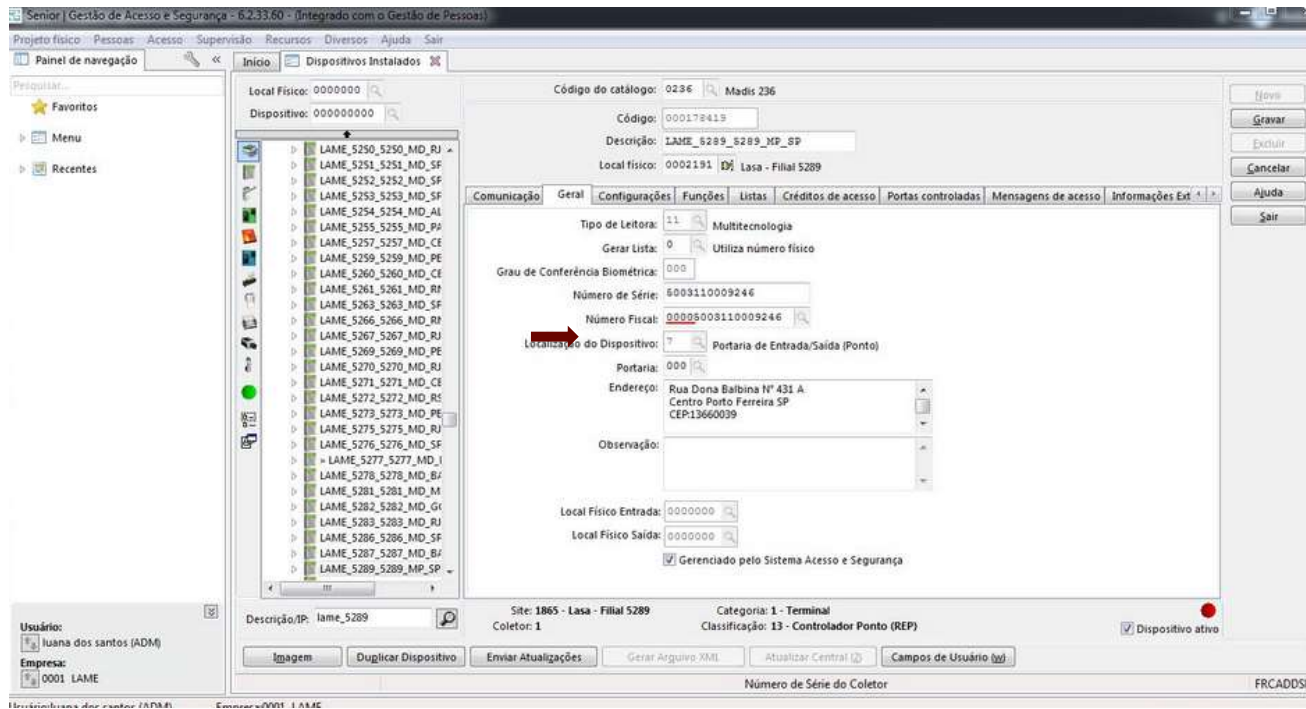 Senior | Gestão de Acesso e Segurança - 6.2.33.60 - (Integrado com o Gestão de Pessoas)
Projeto físico Pessoas Acesso Supervisão Recursos Diversos Ajuda Sair
Painel de navegação
Início
Dispositivos Instalados
Pesquisar...
Favoritos
Menu
Recentes
Local Físico: 0000000
Dispositivo: 000000000
LAME_5250_5250_MD_RJ
LAME_5251_5251_MD_SF
LAME_5252_5252_MD_SF
LAME_5253_5253_MD_SF
LAME_5254_5254_MD_AL
LAME_5255_5255_MD_PA
LAME_5257_5257_MD_CE
LAME_5259_5259_MD_PE
LAME_5260_5260_MD_CE
LAME_5261_5261_MD_RN
LAME_5263_5263_MD_SF
LAME_5266_5266_MD_RN
LAME_5267_5267_MD_RJ
LAME_5269_5269_MD_PE
LAME_5270_5270_MD_RJ
LAME_5271_5271_MD_CE
LAME_5272_5272_MD_RS
LAME_5273_5273_MD_PE
LAME_5275_5275_MD_RJ
LAME_5276_5276_MD_SF
» LAME_5277_5277_MD_
LAME_5278_5278_MD_BA
LAME_5281_5281_MD_M
LAME_5282_5282_MD_G
LAME_5283_5283_MD_RJ
LAME_5286_5286_MD_SF
LAME_5287_5287_MD_BA
LAME_5289_5289_MP_SP
Descrição/IP: lame_5289
Código do catálogo: 0236 Madis 236
Código: 000178419
Descrição: LAME_5289_5289_MP_SP
Local físico: 0002191 Lasa - Filial 5289
Comunicação Geral Configurações Funções Listas Créditos de acesso Portas controladas Mensagens de acesso Informações Ext
Tipo de Leitora: 11 Multitecnologia
Gerar Lista: 0 Utiliza número físico
Grau de Conferência Biométrica: 000
Número de Série: 5003110009246
Número Fiscal: 00005003110009246
Localização do Dispositivo: 7 Portaria de Entrada/Saída (Ponto)
Portaria: 000
Endereço: Rua Dona Balbina N° 431 A
Centro Porto Ferreira SP
CEP:13660039
Observação:
Local Físico Entrada: 0000000
Local Físico Saída: 0000000
Gerenciado pelo Sistema Acesso e Segurança
Site: 1865 - Lasa - Filial 5289 Categoria: 1 - Terminal
Coletor: 1 Classificação: 13 - Controlador Ponto (REP)
Dispositivo ativo
Novo
Gravar
Excluir
Cancelar
Ajuda
Sair
Imagem Duplicar Dispositivo Enviar Atualizações Gerar Arquivo XML Atualizar Central (Z) Campos de Usuário (w)
Número de Série do Coletor FRCADDS
Usuário:
luana dos santos (ADM)
Empresa:
0001 LAME
Usuário:luana dos santos (ADM) Empresa:0001 LAME